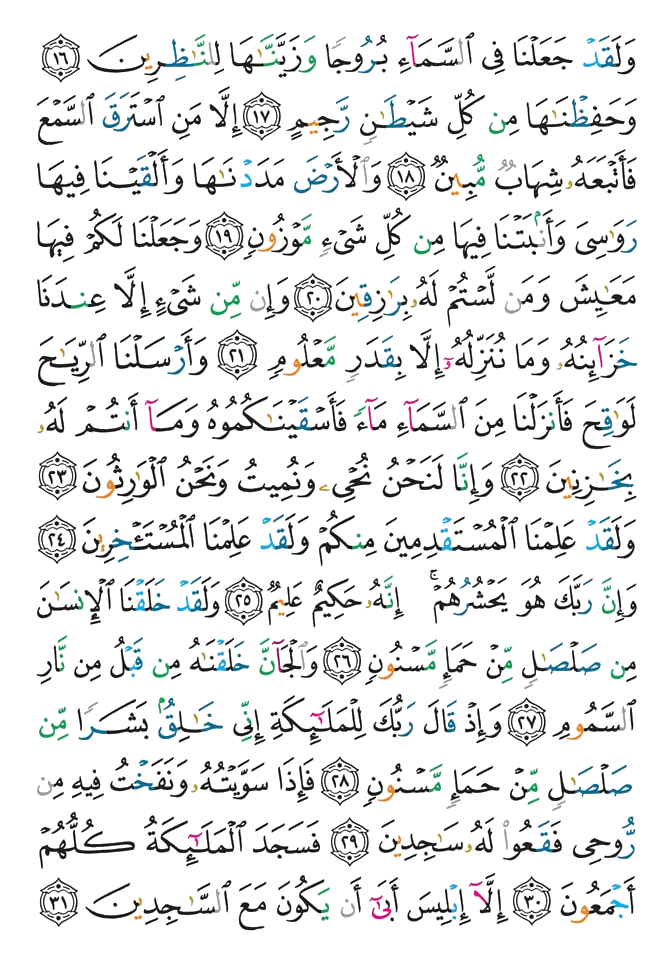 وَلَقَدْ جَعَلْنَا فِي السَّمَآءِ بُرُوجًا وَزَيَّنَّٰهَا لِلنَّٰظِرِينَ ١٦
وَحَفِظْنَٰهَا مِن كُلِّ شَيْطَٰنٍ رَّجِيمٍ ١٧ إِلَّا مَنِ ٱسْتَرَقَ ٱلسَّمْعَ
فَأَتْبَعَهُۥ شِهَابٌ مُّبِينٌ ١٨ وَٱلْأَرْضَ مَدَدْنَٰهَا وَأَلْقَيْنَا فِيهَا
رَوَٰسِيَ وَأَنۢبَتْنَا فِيهَا مِن كُلِّ شَيْءٍ مَّوْزُونٍ ١٩ وَجَعَلْنَا لَكُمْ فِيهَا
مَعَٰيِشَ وَمَن لَّسْتُمْ لَهُۥ بِرَٰزِقِينَ ٢٠ وَإِن مِّن شَيْءٍ إِلَّا عِندَنَا
خَزَآئِنُهُۥ وَمَا نُنَزِّلُهُۥٓ إِلَّا بِقَدَرٍ مَّعْلُومٍ ٢١ وَأَرْسَلْنَا ٱلرِّيَٰحَ
لَوَٰقِحَ فَأَنزَلْنَا مِنَ ٱلسَّمَآءِ مَآءً فَأَسْقَيْنَٰكُمُوهُ وَمَآ أَنتُمْ لَهُۥ
بِخَٰزِنِينَ ٢٢ وَإِنَّا لَنَحْنُ نُحْيِۦ وَنُمِيتُ وَنَحْنُ ٱلْوَٰرِثُونَ ٢٣
وَلَقَدْ عَلِمْنَا ٱلْمُسْتَقْدِمِينَ مِنكُمْ وَلَقَدْ عَلِمْنَا ٱلْمُسْتَـْٔخِرِينَ ٢٤
وَإِنَّ رَبَّكَ هُوَ يَحْشُرُهُمْ ۚ إِنَّهُۥ حَكِيمٌ عَلِيمٌ ٢٥ وَلَقَدْ خَلَقْنَا ٱلْإِنسَٰنَ
مِن صَلْصَٰلٍ مِّنْ حَمَإٍ مَّسْنُونٍ ٢٦ وَٱلْجَآنَّ خَلَقْنَٰهُ مِن قَبْلُ مِن نَّارِ
ٱلسَّمُومِ ٢٧ وَإِذْ قَالَ رَبُّكَ لِلْمَلَٰٓئِكَةِ إِنِّي خَٰلِقٌۢ بَشَرًا مِّن
صَلْصَٰلٍ مِّنْ حَمَإٍ مَّسْنُونٍ ٢٨ فَإِذَا سَوَّيْتُهُۥ وَنَفَخْتُ فِيهِ مِن
رُّوحِي فَقَعُوا۟ لَهُۥ سَٰجِدِينَ ٢٩ فَسَجَدَ ٱلْمَلَٰٓئِكَةُ كُلُّهُمْ
أَجْمَعُونَ ٣٠ إِلَّآ إِبْلِيسَ أَبَىٰٓ أَن يَكُونَ مَعَ ٱلسَّٰجِدِينَ ٣١